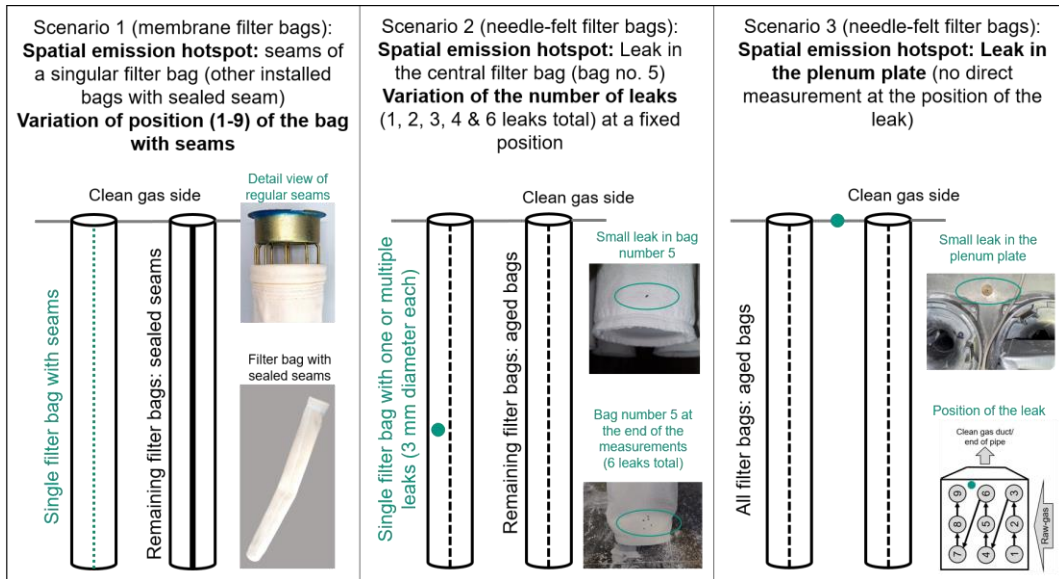 Scenario 1 (membrane filter bags):
Spatial emission hotspot: seams of
a singular filter bag (other installed
bags with sealed seam)
Variation of position (1-9) of the bag
with seams
Clean gas side
Detail view of
regular seams
Single filter bag with seams
Remaining filter bags: sealed seams
Filter bag with
sealed seams
Scenario 2 (needle-felt filter bags):
Spatial emission hotspot: Leak in
the central filter bag (bag no. 5)
Variation of the number of leaks
(1, 2, 3, 4 & 6 leaks total) at a fixed
position
Clean gas side
Small leak in bag
number 5
Single filter bag with one or multiple
leaks (3 mm diameter each)
Remaining filter bags: aged bags
Bag number 5 at
the end of the
measurements
(6 leaks total)
Scenario 3 (needle-felt filter bags):
Spatial emission hotspot: Leak in
the plenum plate (no direct
measurement at the position of the
leak)
Clean gas side
Small leak in the
plenum plate
All filter bags: aged bags
Position of the leak
Clean gas duct/
end of pipe
9 6 3
8 5 2
7 4 1
Raw-gas